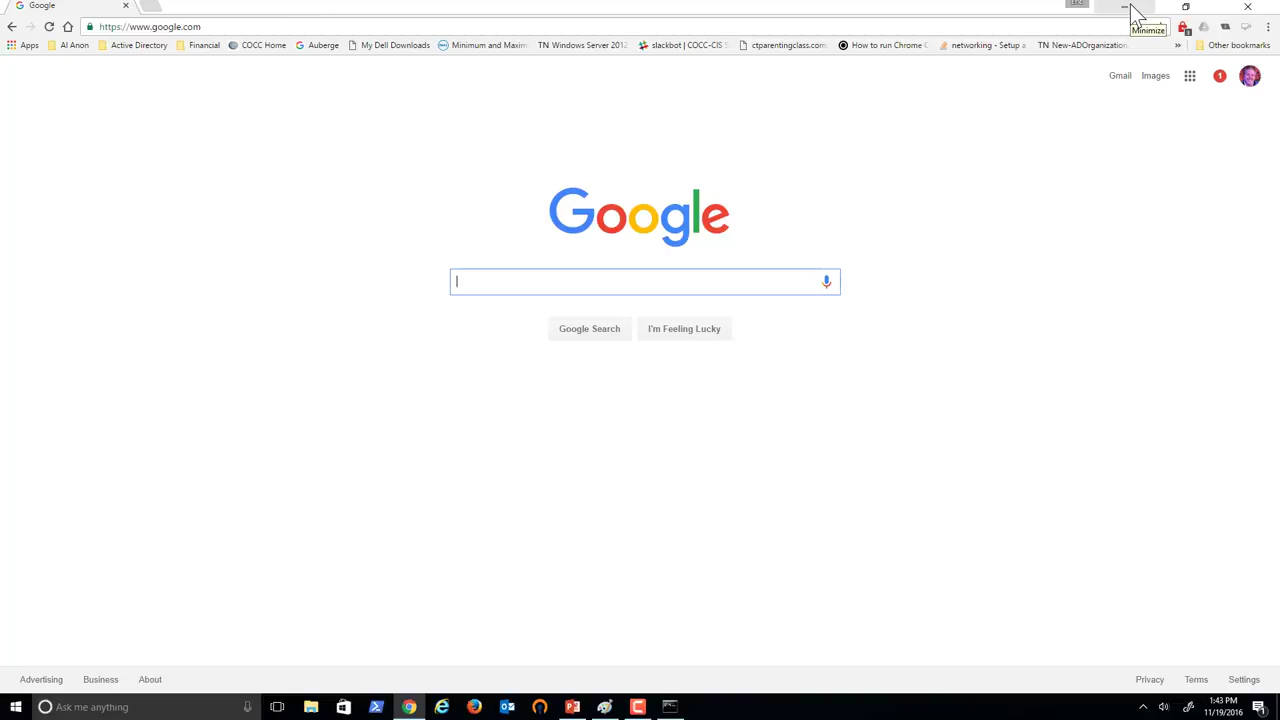 Google
https://www.google.com
Minimize
Apps Al Anon Active Directory Financial COCC Home Auberge My Dell Downloads Minimum and Maxim TN Windows Server 2012 slackbot | COCC-CIS S ctparentingclass.com/ How to run Chrome C networking - Setup a TN New-ADOrganization. » Other bookmarks
Gmail Images 1
Google
Google Search I'm Feeling Lucky
Advertising Business About Privacy Terms Settings
Ask me anything 1:43 PM
11/19/2016 1